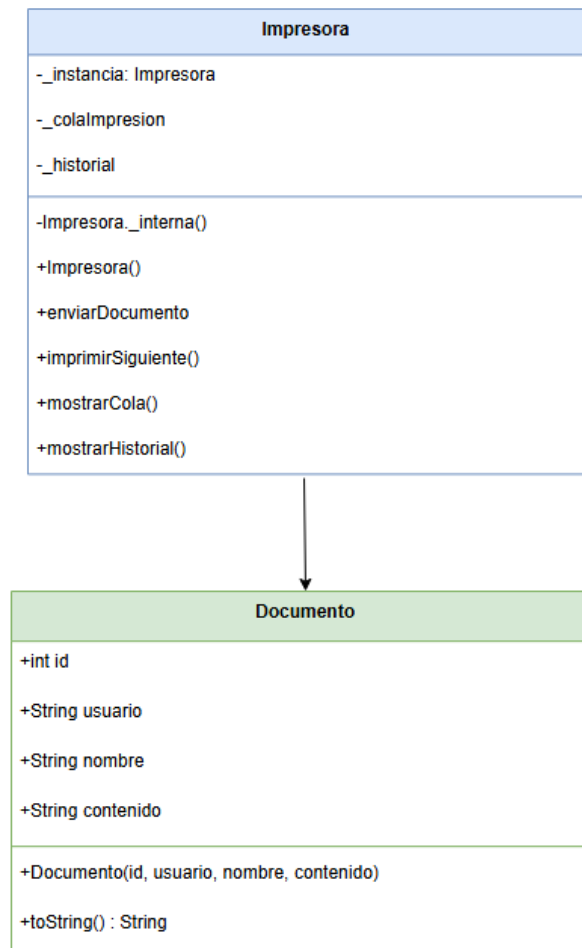 Impresora
-_instancia: Impresora
-_colaImpresion
-_historial
-Impresora._interna()
+Impresora()
+enviarDocumento
+imprimirSiguiente()
+mostrarCola()
+mostrarHistorial()
Documento
+int id
+String usuario
+String nombre
+String contenido
+Documento(id, usuario, nombre, contenido)
+toString() : String